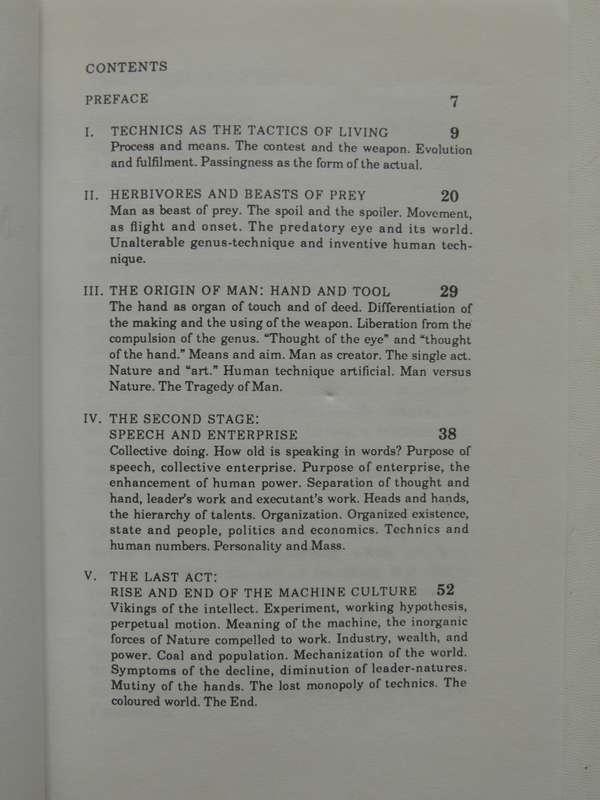 CONTENTS
PREFACE 7
I. TECHNICS AS THE TACTICS OF LIVING 9
Process and means. The contest and the weapon. Evolution
and fulfilment. Passingness as the form of the actual.
II. HERBIVORES AND BEASTS OF PREY 20
Man as beast of prey. The spoil and the spoiler. Movement,
as flight and onset. The predatory eye and its world.
Unalterable genus-technique and inventive human tech-
nique.
III. THE ORIGIN OF MAN: HAND AND TOOL 29
The hand as organ of touch and of deed. Differentiation of
the making and the using of the weapon. Liberation from the
compulsion of the genus. "Thought of the eye" and "thought
of the hand." Means and aim. Man as creator. The single act.
Nature and "art." Human technique artificial. Man versus
Nature. The Tragedy of Man.
IV. THE SECOND STAGE:
SPEECH AND ENTERPRISE 38
Collective doing. How old is speaking in words? Purpose of
speech, collective enterprise. Purpose of enterprise, the
enhancement of human power. Separation of thought and
hand, leader's work and executant's work. Heads and hands,
the hierarchy of talents. Organization. Organized existence,
state and people, politics and economics. Technics and
human numbers. Personality and Mass.
V. THE LAST ACT:
RISE AND END OF THE MACHINE CULTURE 52
Vikings of the intellect. Experiment, working hypothesis,
perpetual motion. Meaning of the machine, the inorganic
forces of Nature compelled to work. Industry, wealth, and
power. Coal and population. Mechanization of the world.
Symptoms of the decline, diminution of leader-natures.
Mutiny of the hands. The lost monopoly of technics. The
coloured world. The End.